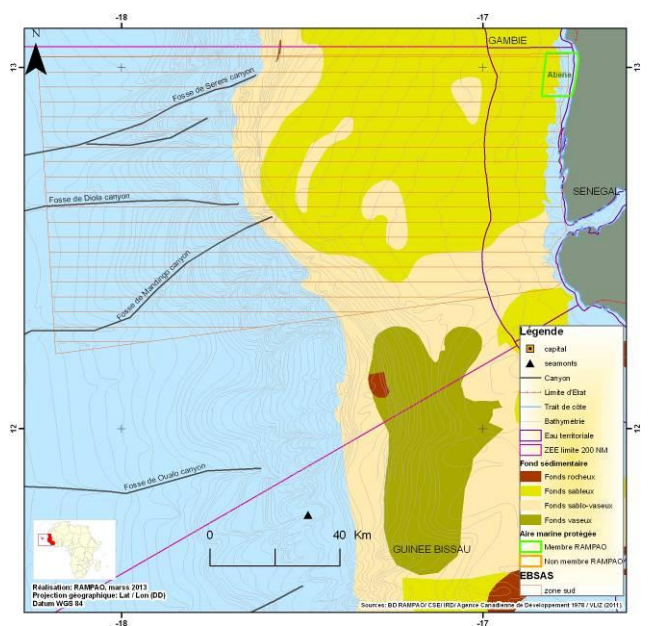 -18
-17
GAMBIE
N
13
13
Abene
Fosse de Serers canyon
SENEGAL
Fosse de Diola canyon
Fosse de Mandingo canyon
Légende
capital
seamonts
Canyon
Limite d'Etat
Trait de côte
Bathymétrie
Eau territoriale
ZEE limite 200 NM
Fond sédimentaire
Fonds rocheux
Fonds sableux
Fonds sablo-vaseux
Fonds vaseux
Aire marine protégée
Membre RAMPAO
Non membre RAMPAO
EBSAS
zone sud
12
12
Fosse de Oualo canyon
0 20 40 Km
GUINEE BISSAU
Réalisation: RAMPAO, marss 2013
Projection géographique: Lat / Lon (DD)
Datum WGS 84
Sources: BD RAMPAO/ CSE/ IRD/ Agence Canadienne de Developpement 1978 / VLIZ (2011)
-18
-17